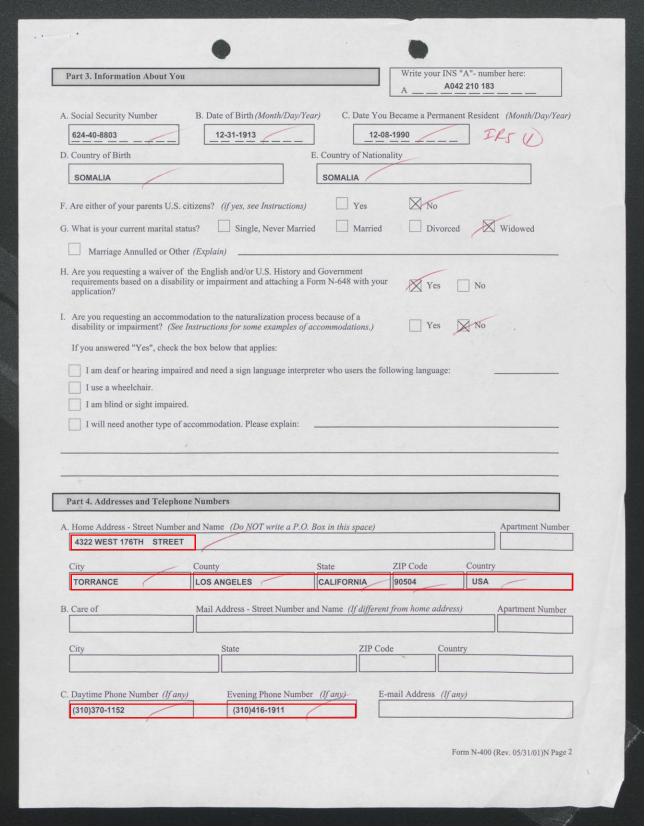 Part 3. Information About You
Write your INS "A"- number here:
A A042 210 183
A. Social Security Number B. Date of Birth (Month/Day/Year) C. Date You Became a Permanent Resident (Month/Day/Year)
624-40-8803 12-31-1913 12-08-1990
D. Country of Birth E. Country of Nationality
SOMALIA SOMALIA
F. Are either of your parents U.S. citizens? (if yes, see Instructions) Yes No
G. What is your current marital status? Single, Never Married Married Divorced Widowed
Marriage Annulled or Other (Explain)
H. Are you requesting a waiver of the English and/or U.S. History and Government
requirements based on a disability or impairment and attaching a Form N-648 with your
application? Yes No
I. Are you requesting an accommodation to the naturalization process because of a
disability or impairment? (See Instructions for some examples of accommodations.) Yes No
If you answered "Yes", check the box below that applies:
I am deaf or hearing impaired and need a sign language interpreter who users the following language:
I use a wheelchair.
I am blind or sight impaired.
I will need another type of accommodation. Please explain:
Part 4. Addresses and Telephone Numbers
A. Home Address - Street Number and Name (Do NOT write a P.O. Box in this space) Apartment Number
4322 WEST 176TH STREET
City County State ZIP Code Country
TORRANCE LOS ANGELES CALIFORNIA 90504 USA
B. Care of Mail Address - Street Number and Name (If different from home address) Apartment Number
City State ZIP Code Country
C. Daytime Phone Number (If any) Evening Phone Number (If any) E-mail Address (If any)
(310)370-1152 (310)416-1911
Form N-400 (Rev. 05/31/01)N Page 2